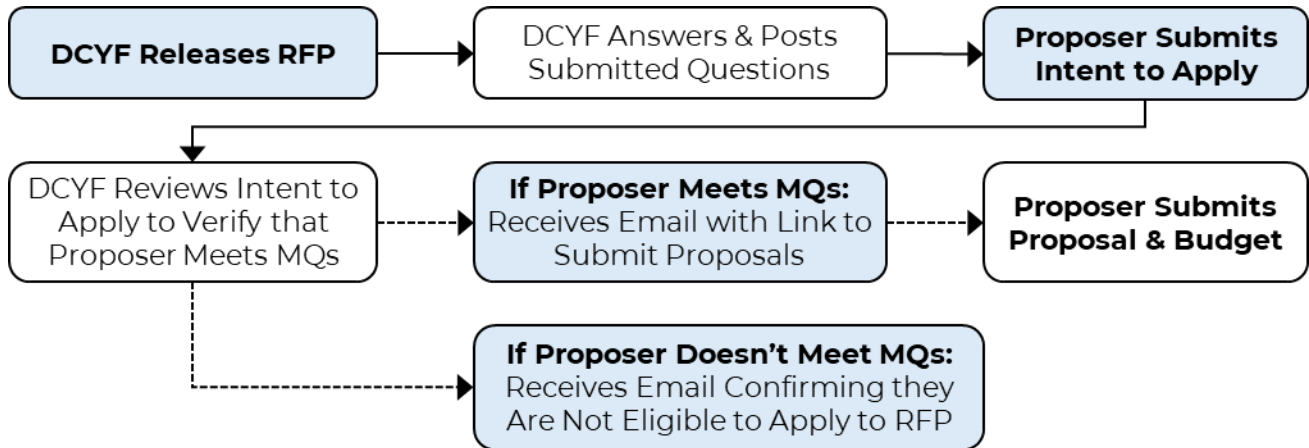 DCYF Releases RFP
DCYF Answers & Posts
Submitted Questions
Proposer Submits
Intent to Apply
DCYF Reviews Intent to
Apply to Verify that
Proposer Meets MQs
If Proposer Meets MQs:
Receives Email with Link to
Submit Proposals
Proposer Submits
Proposal & Budget
If Proposer Doesn’t Meet MQs:
Receives Email Confirming they
Are Not Eligible to Apply to RFP